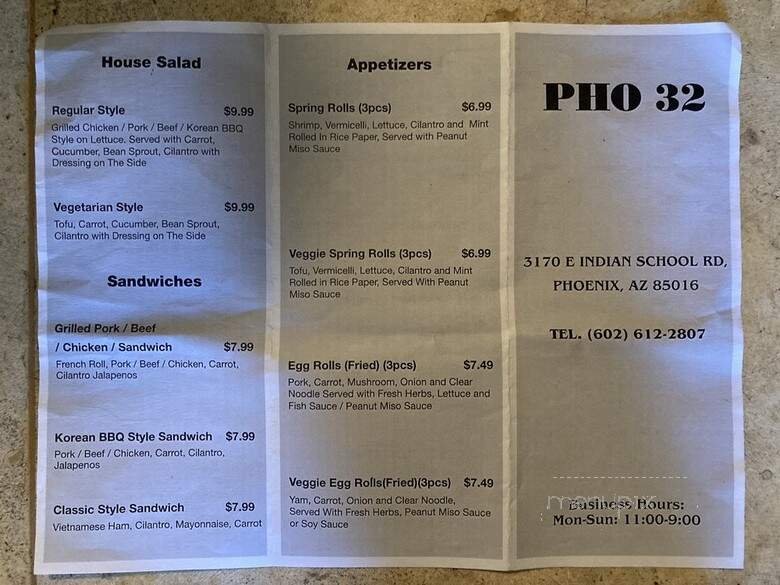 House Salad
Regular Style $9.99
Grilled Chicken / Pork / Beef / Korean BBQ
Style on Lettuce. Served with Carrot,
Cucumber, Bean Sprout, Cilantro with
Dressing on The Side
Vegetarian Style $9.99
Tofu, Carrot, Cucumber, Bean Sprout,
Cilantro with Dressing on The Side
Sandwiches
Grilled Pork / Beef
/ Chicken / Sandwich $7.99
French Roll, Pork / Beef / Chicken, Carrot,
Cilantro Jalapenos
Korean BBQ Style Sandwich $7.99
Pork / Beef / Chicken, Carrot, Cilantro,
Jalapenos
Classic Style Sandwich $7.99
Vietnamese Ham, Cilantro, Mayonnaise, Carrot
Appetizers
Spring Rolls (3pcs) $6.99
Shrimp, Vermicelli, Lettuce, Cilantro and Mint
Rolled In Rice Paper, Served with Peanut
Miso Sauce
Veggie Spring Rolls (3pcs) $6.99
Tofu, Vermicelli, Lettuce, Cilantro and Mint
Rolled in Rice Paper, Served With Peanut
Miso Sauce
Egg Rolls (Fried) (3pcs) $7.49
Pork, Carrot, Mushroom, Onion and Clear
Noodle Served with Fresh Herbs, Lettuce and
Fish Sauce / Peanut Miso Sauce
Veggie Egg Rolls(Fried)(3pcs) $7.49
Yam, Carrot, Onion and Clear Noodle,
Served With Fresh Herbs, Peanut Miso Sauce
or Soy Sauce
PHO 32
3170 E INDIAN SCHOOL RD,
PHOENIX, AZ 85016
TEL. (602) 612-2807
menupix
Business Hours:
Mon-Sun: 11:00-9:00